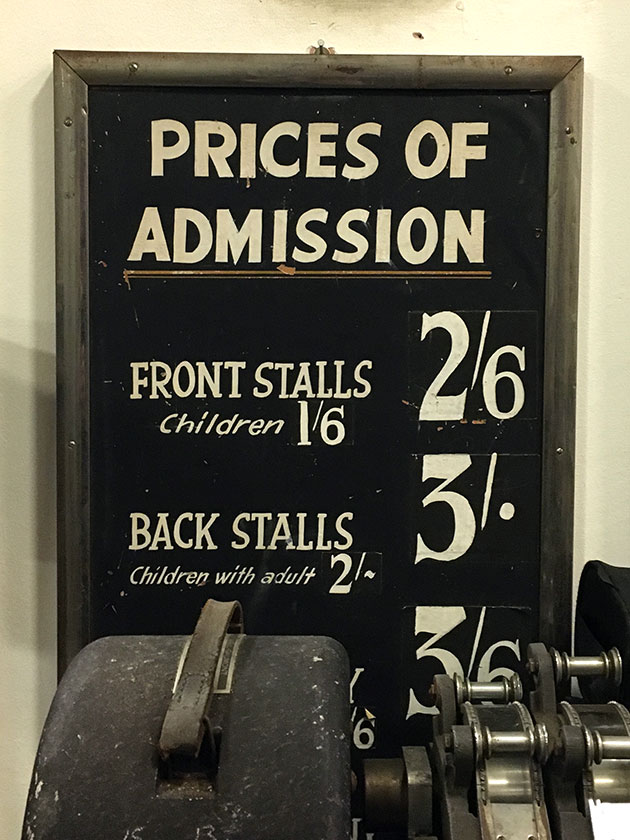 PRICES OF
ADMISSION
FRONT STALLS 2/6
Children 1/6
BACK STALLS 3/.
Children with adult 2/~
3/6
/6